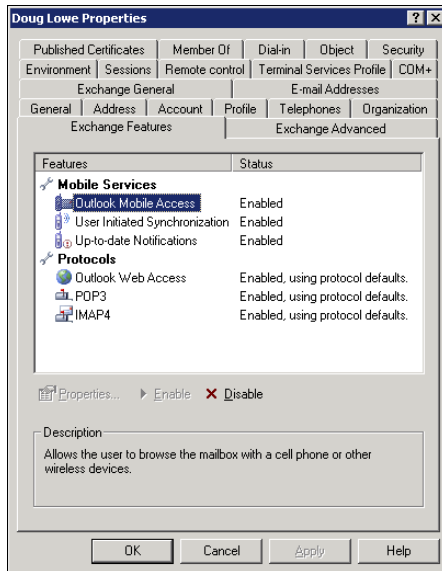 Doug Lowe Properties
Published Certificates Member Of Dial-in Object Security
Environment Sessions Remote control Terminal Services Profile COM+
Exchange General E-mail Addresses
General Address Account Profile Telephones Organization
Exchange Features Exchange Advanced
Features Status
Mobile Services
Outlook Mobile Access Enabled
User Initiated Synchronization Enabled
Up-to-date Notifications Enabled
Protocols
Outlook Web Access Enabled, using protocol defaults.
POP3 Enabled, using protocol defaults.
IMAP4 Enabled, using protocol defaults.
Properties... Enable Disable
Description
Allows the user to browse the mailbox with a cell phone or other
wireless devices.
OK Cancel Apply Help